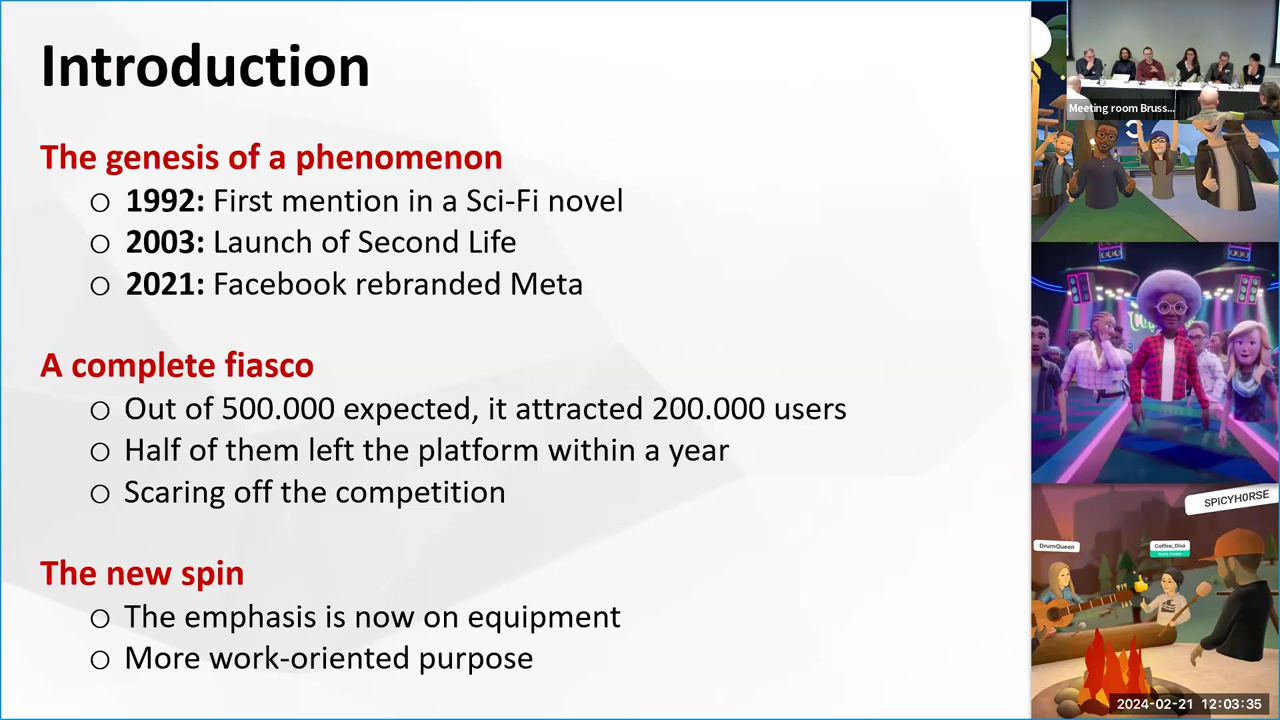 Introduction
The genesis of a phenomenon
1992: First mention in a Sci-Fi novel
2003: Launch of Second Life
2021: Facebook rebranded Meta
A complete fiasco
Out of 500.000 expected, it attracted 200.000 users
Half of them left the platform within a year
Scaring off the competition
The new spin
The emphasis is now on equipment
More work-oriented purpose
Meeting room Bruss...
SPICYH0RSE
DrumQueen
Coffee_Diva
2024-02-21 12:03:35